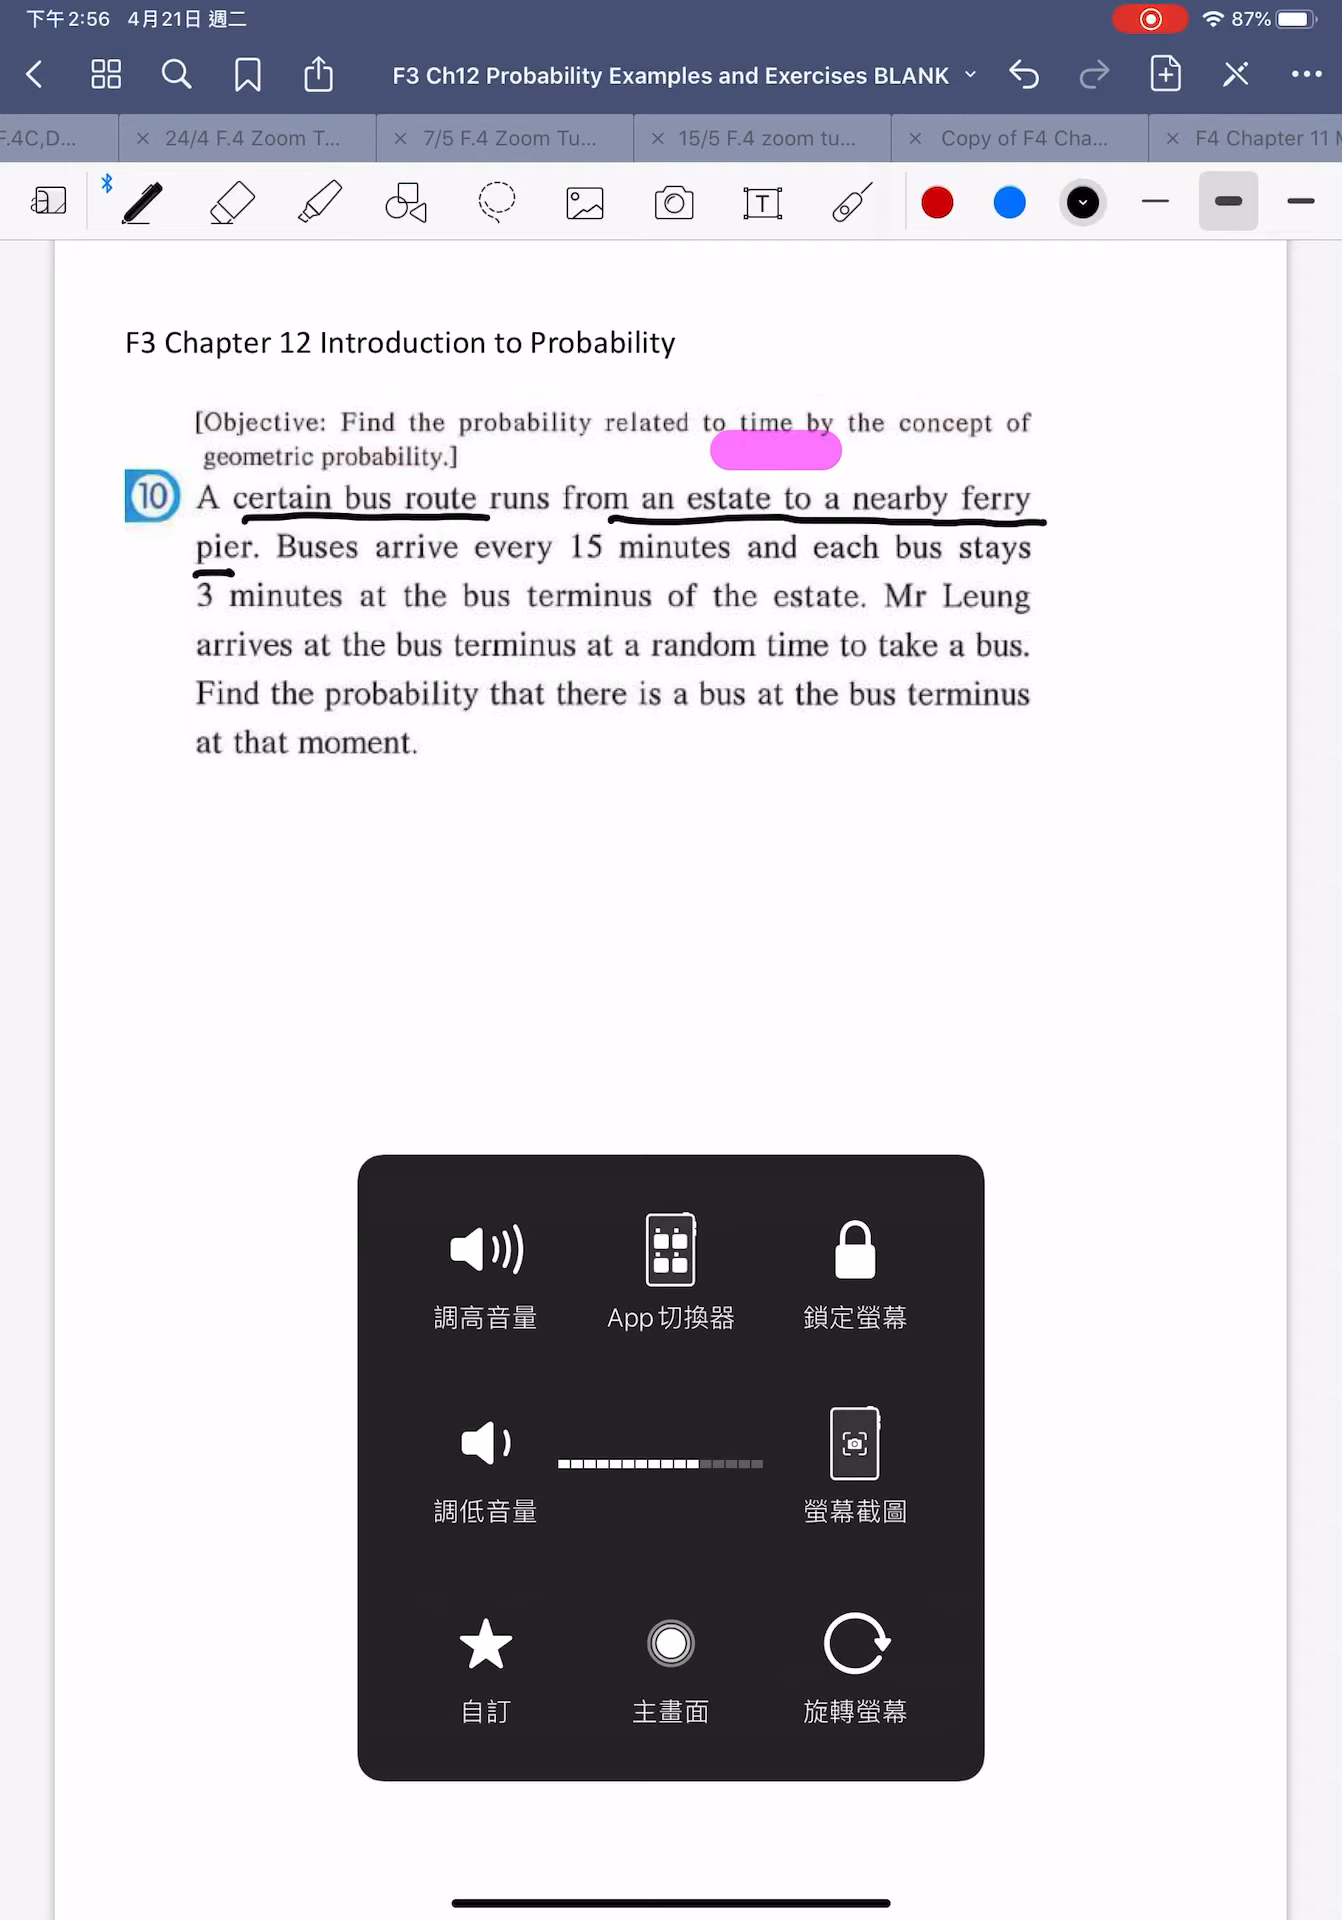 下午2:56 4月21日 週二
87%
F3 Ch12 Probability Examples and Exercises BLANK
F.4C,D...
24/4 F.4 Zoom T...
7/5 F.4 Zoom Tu...
15/5 F.4 zoom tu...
Copy of F4 Cha...
F4 Chapter 11
F3 Chapter 12 Introduction to Probability
[Objective: Find the probability related to time by the concept of
geometric probability.]
10 A certain bus route runs from an estate to a nearby ferry
pier. Buses arrive every 15 minutes and each bus stays
3 minutes at the bus terminus of the estate. Mr Leung
arrives at the bus terminus at a random time to take a bus.
Find the probability that there is a bus at the bus terminus
at that moment.
調高音量
App切換器
鎖定螢幕
調低音量
螢幕截圖
自訂
主畫面
旋轉螢幕